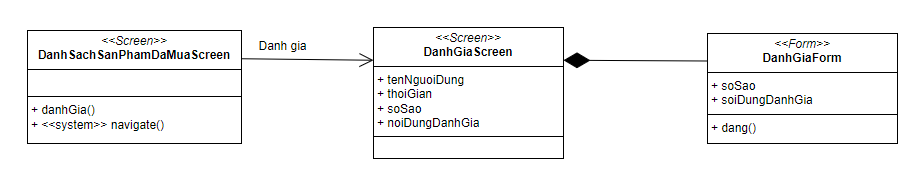 <<Screen>>
DanhSachSanPhamDaMuaScreen
+ danhGia()
+ <<system>> navigate()
Danh gia
<<Screen>>
DanhGiaScreen
+ tenNguoiDung
+ thoiGian
+ soSao
+ noiDungDanhGia
<<Form>>
DanhGiaForm
+ soSao
+ soiDungDanhGia
+ dang()